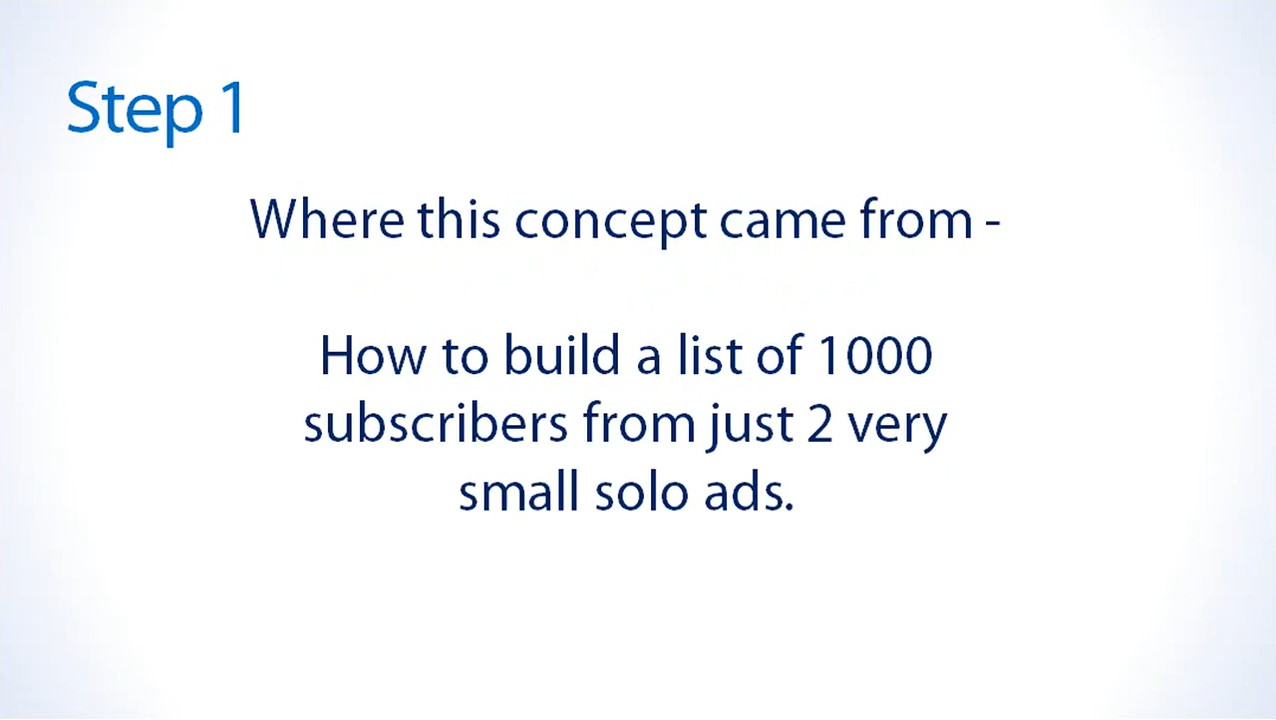 Step 1
Where this concept came from -
How to build a list of 1000
subscribers from just 2 very
small solo ads.